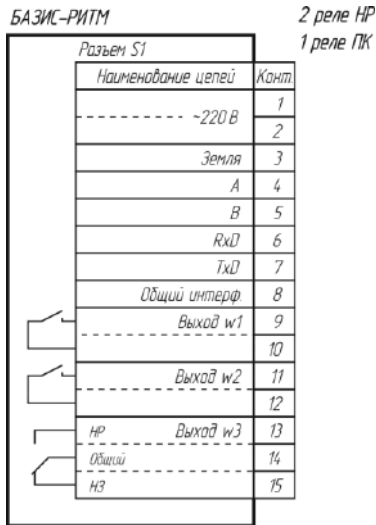 БАЗИС-РИТМ
2 реле НР
1 реле ПК
Разъем S1
Наименование цепей Конт.
~220 В 1
2
Земля 3
A 4
B 5
RxD 6
TxD 7
Общий интерф. 8
Выход w1 9
10
Выход w2 11
12
НР Выход w3 13
Общий 14
НЗ 15